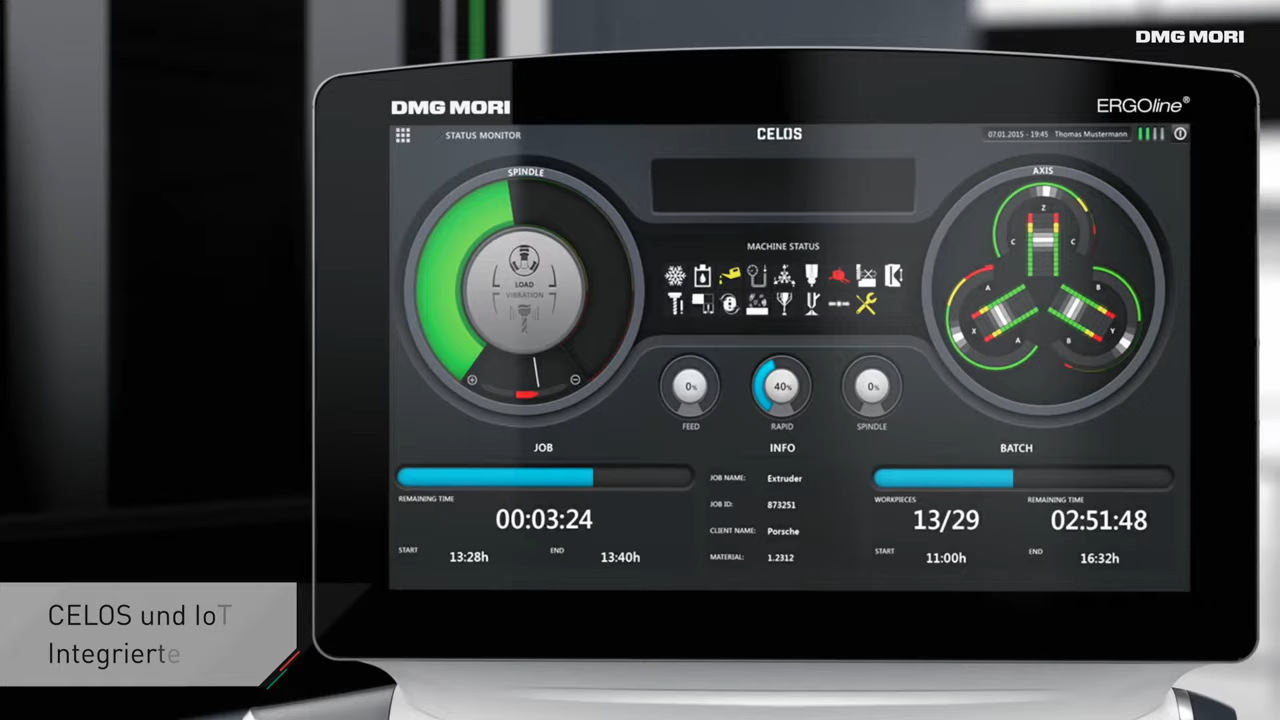 DMG MORI
DMG MORI
ERGOline®
STATUS MONITOR
CELOS
07.01.2015 - 19:45 Thomas Mustermann
SPINDLE
LOAD
VIBRATION
MACHINE STATUS
AXIS
Z
C C
A B
X Y
A B
0%
40%
0%
FEED
RAPID
SPINDLE
JOB
REMAINING TIME
00:03:24
START 13:28h END 13:40h
INFO
JOB NAME: Extruder
JOB ID: 873251
CLIENT NAME: Porsche
MATERIAL: 1.2312
BATCH
WORKPIECES REMAINING TIME
13/29 02:51:48
START 11:00h END 16:32h
CELOS und IoT
Integrierte